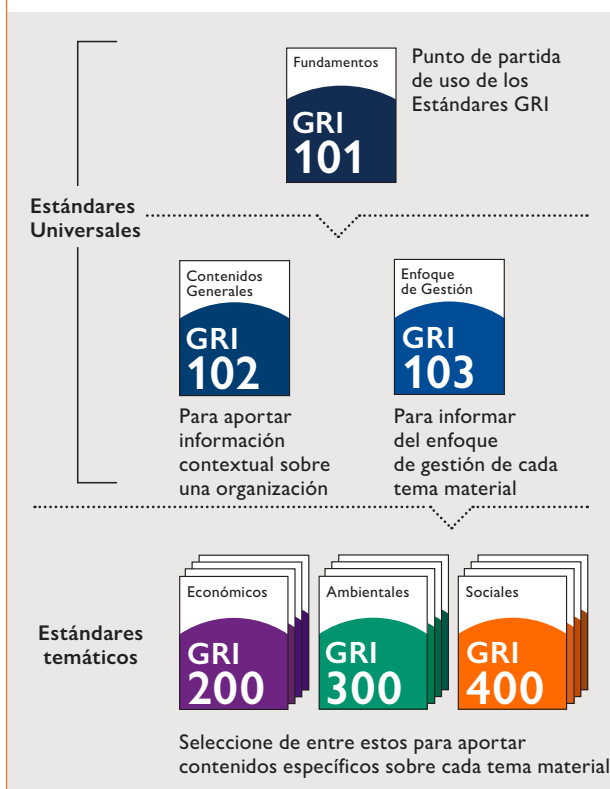 Fundamentos
GRI
101
Punto de partida
de uso de los
Estándares GRI
Estándares
Universales
Contenidos
Generales
GRI
102
Enfoque
de Gestión
GRI
103
Para aportar
información
contextual sobre
una organización
Para informar
del enfoque
de gestión de cada
tema material
Estándares
temáticos
Económicos
GRI
200
Ambientales
GRI
300
Sociales
GRI
400
Seleccione de entre estos para aportar
contenidos específicos sobre cada tema material